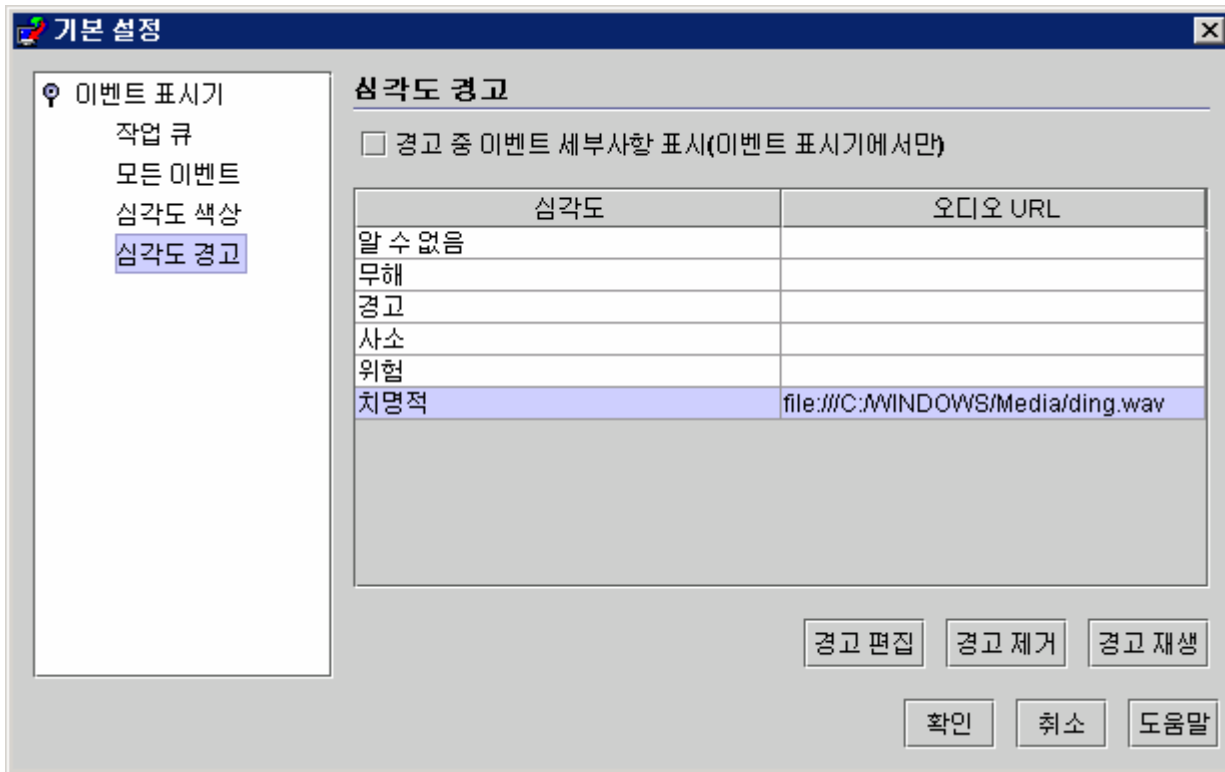 기본 설정
이벤트 표시기
작업 큐
모든 이벤트
심각도 색상
심각도 경고
심각도 경고
경고 중 이벤트 세부사항 표시(이벤트 표시기에서만)
심각도 오디오 URL
알 수 없음
무해
경고
사소
위험
치명적 file:///C:/WINDOWS/Media/ding.wav
경고 편집 경고 제거 경고 재생
확인 취소 도움말